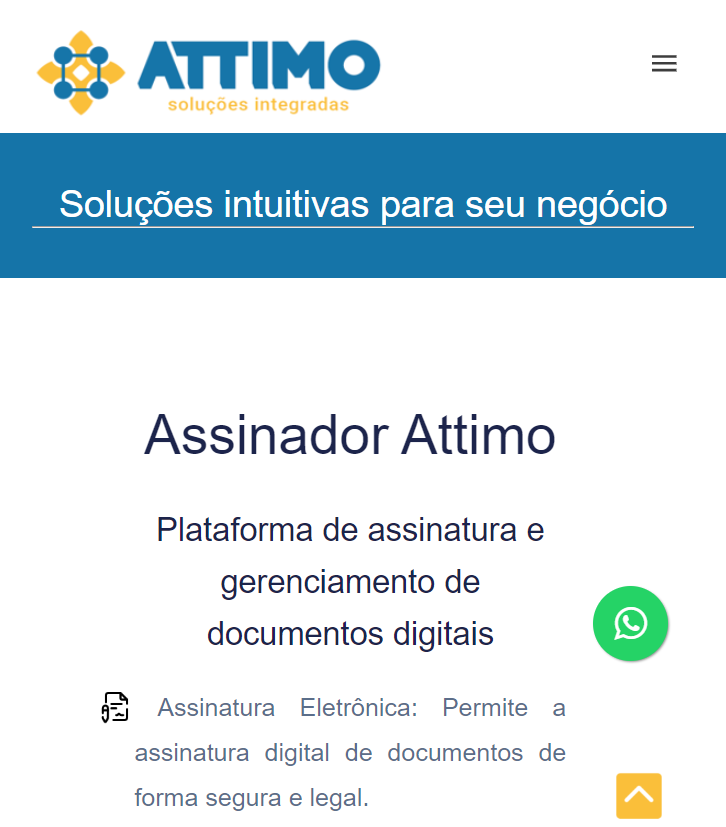 ATTIMO
soluções integradas
Soluções intuitivas para seu negócio
Assinador Attimo
Plataforma de assinatura e
gerenciamento de
documentos digitais
Assinatura Eletrônica: Permite a
assinatura digital de documentos de
forma segura e legal.